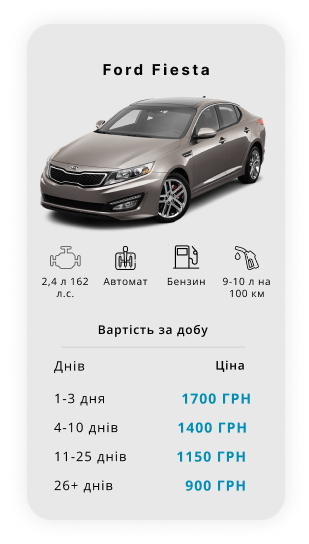 Ford Fiesta
2,4 л 162
л.с.
Автомат
Бензин
9-10 л на
100 км
Вартість за добу
Днів Ціна
1-3 дня 1700 ГРН
4-10 днів 1400 ГРН
11-25 днів 1150 ГРН
26+ днів 900 ГРН